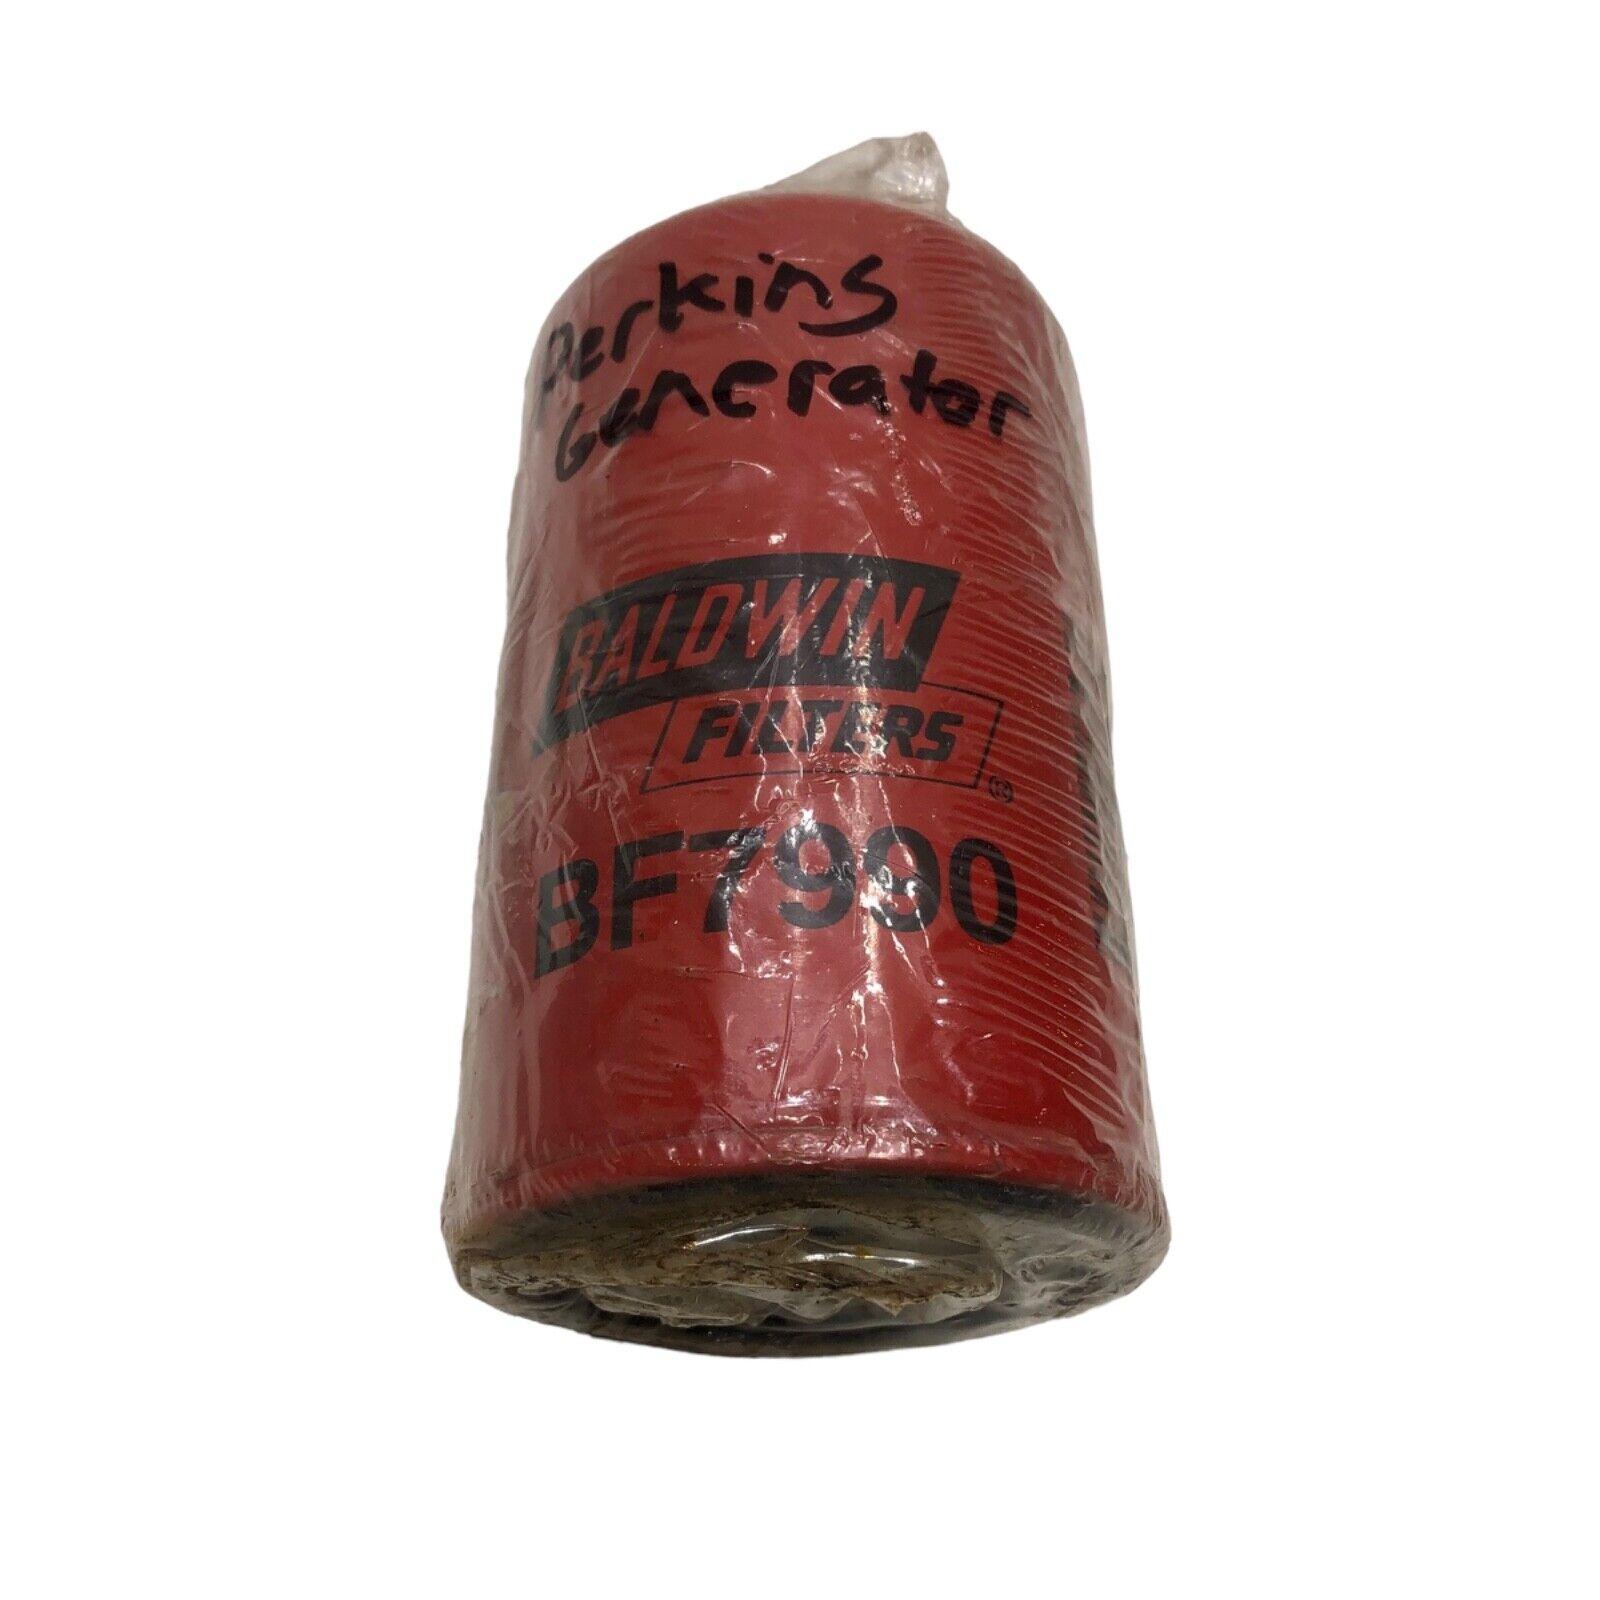 Perkins
Generator
BALDWIN
FILTERS®
BF7990